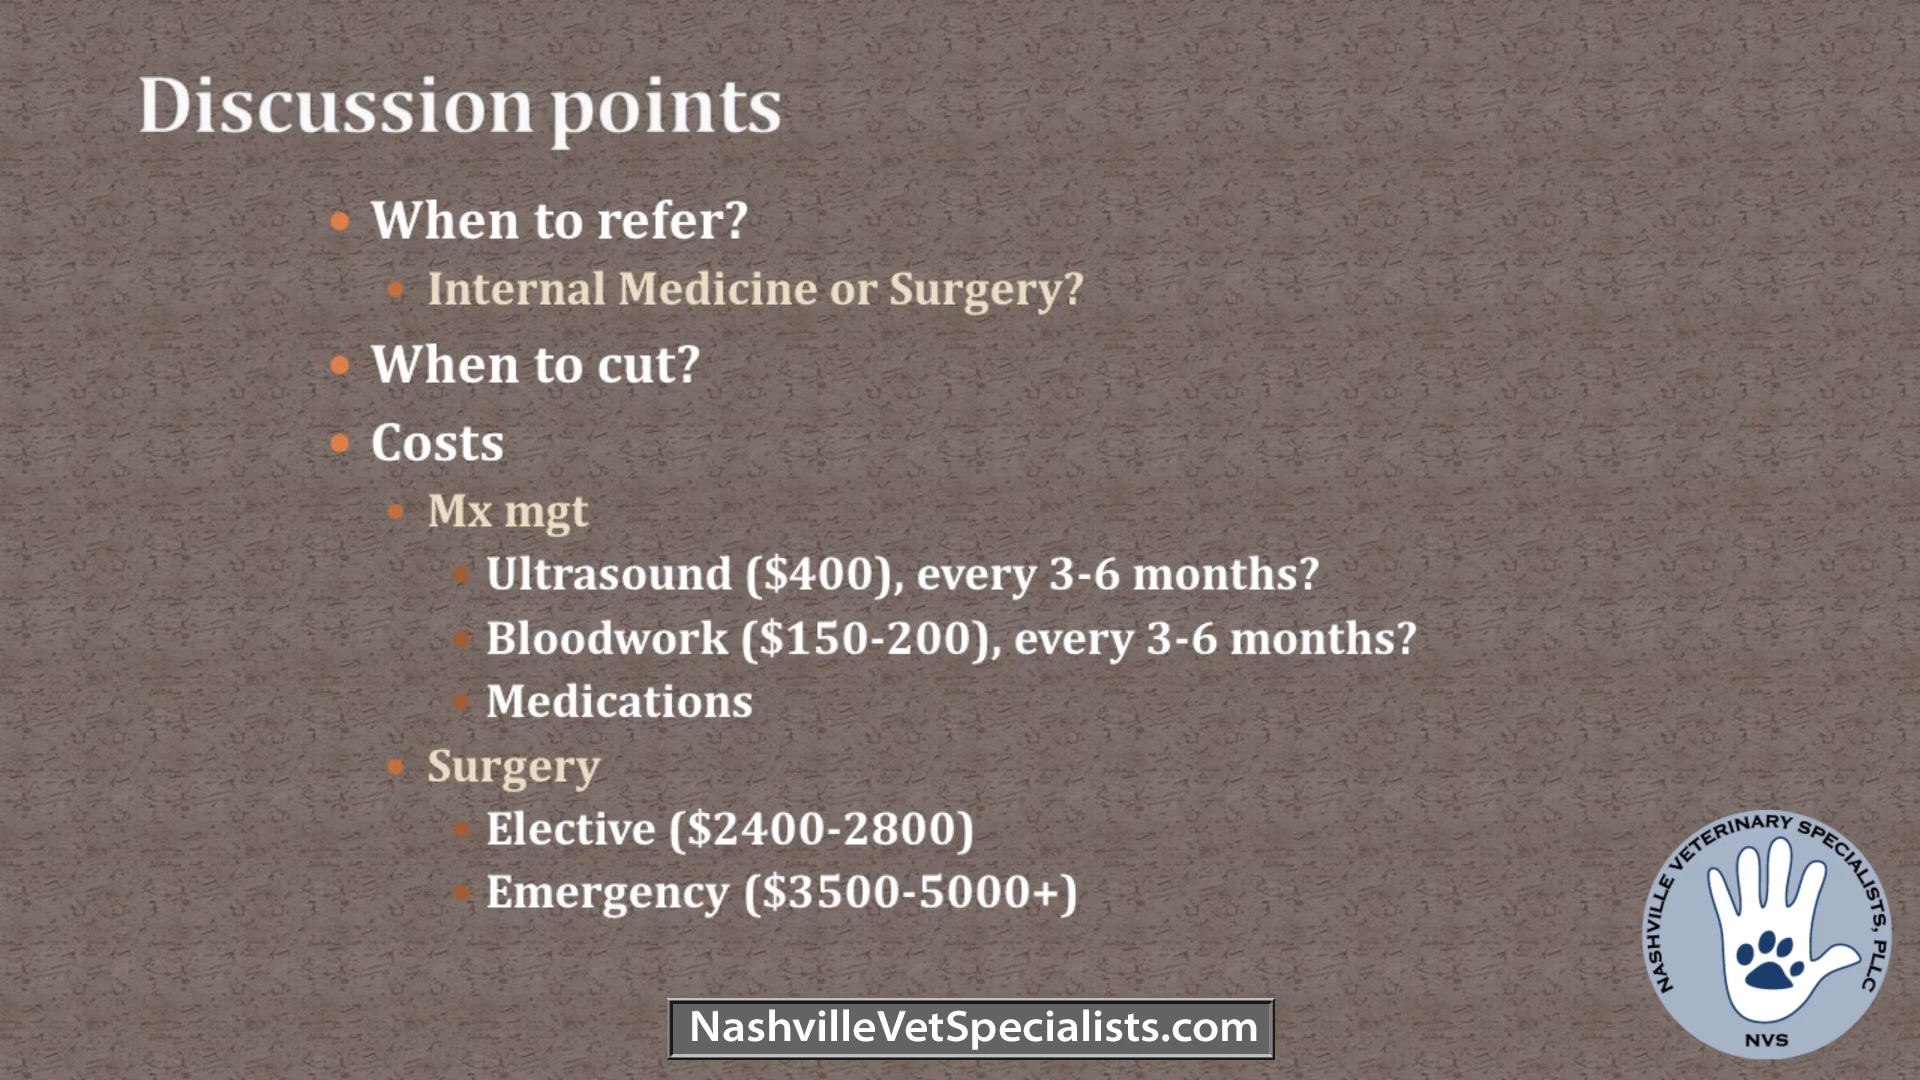 Discussion points
• When to refer?
• Internal Medicine or Surgery?
• When to cut?
• Costs
• Mx mgt
• Ultrasound ($400), every 3-6 months?
• Bloodwork ($150-200), every 3-6 months?
• Medications
• Surgery
• Elective ($2400-2800)
• Emergency ($3500-5000+)
NASHVILLE VETERINARY SPECIALISTS, PLLC
NVS
NashvilleVetSpecialists.com